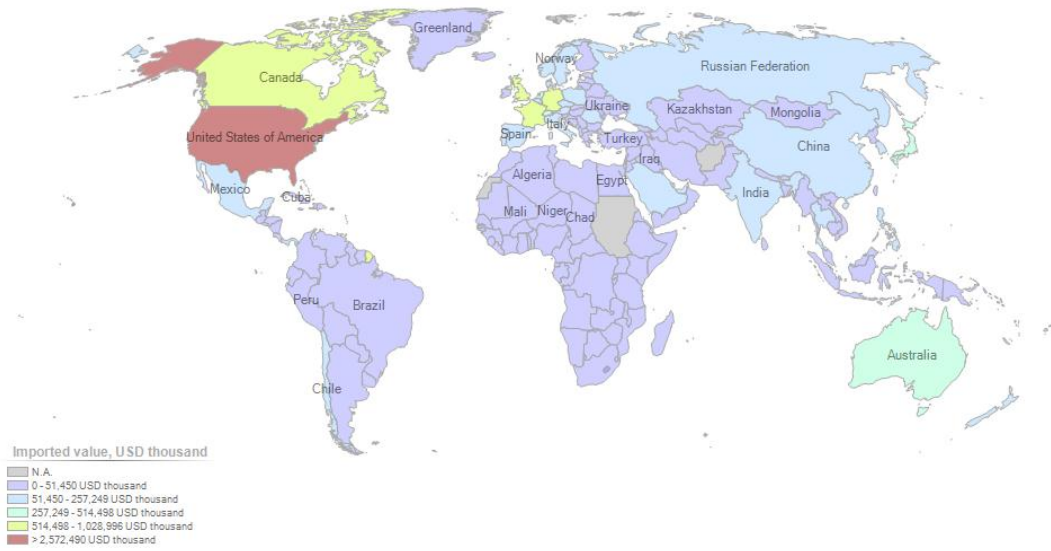 Greenland
Norway
Russian Federation
Canada
Ukraine
Kazakhstan
Mongolia
United States of America
Spain
Italy
Turkey
China
Iraq
Mexico
Algeria
Egypt
India
Cuba
Mali
Niger
Chad
Peru
Brazil
Australia
Chile
Imported value, USD thousand
N.A.
0 - 51,450 USD thousand
51,450 - 257,249 USD thousand
257,249 - 514,498 USD thousand
514,498 - 1,028,996 USD thousand
> 2,572,490 USD thousand